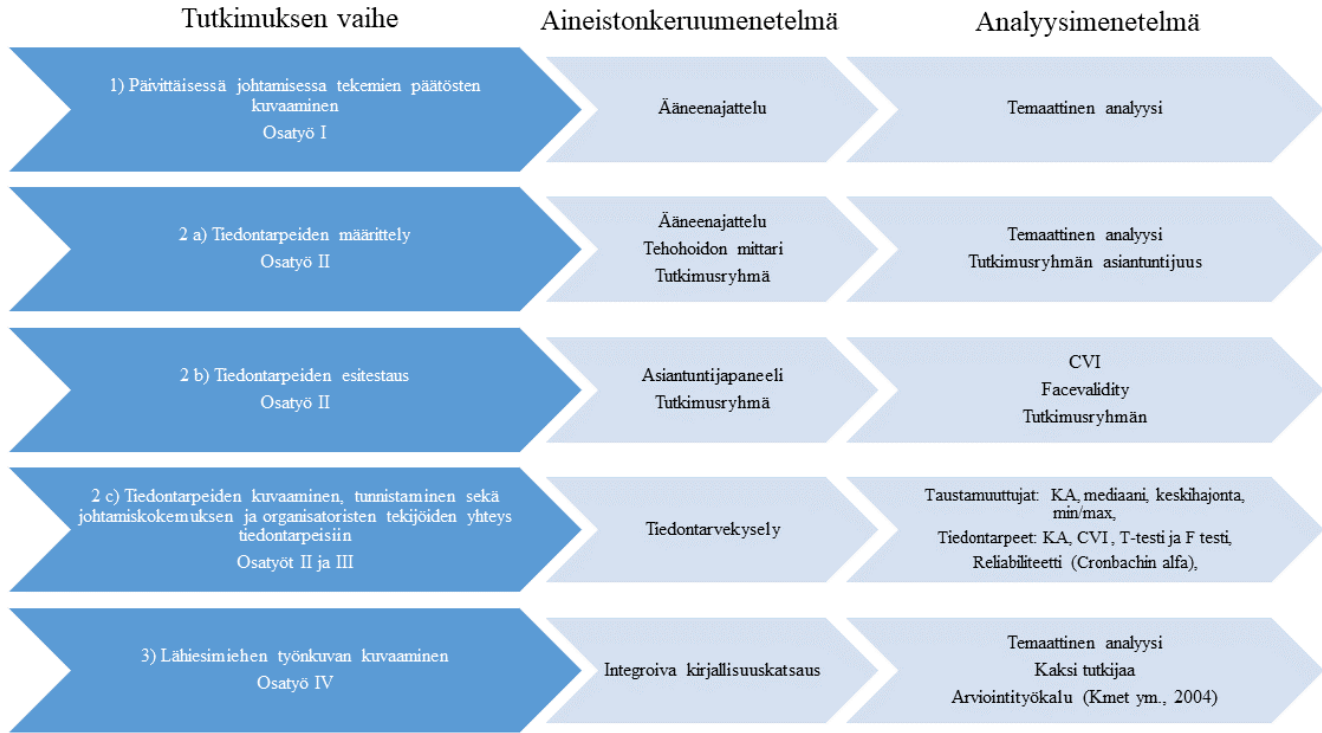 Tutkimuksen vaihe
Aineistonkeruumenetelmä
Analyysimenetelmä
1) Päivittäisessä johtamisessa tekemien päätösten
kuvaaminen
Osatyö I
Ääneenajattelu
Temaattinen analyysi
2 a) Tiedontarpeiden määrittely
Osatyö II
Ääneenajattelu
Tehohoidon mittari
Tutkimusryhmä
Temaattinen analyysi
Tutkimusryhmän asiantuntijuus
2 b) Tiedontarpeiden esitestaus
Osatyö II
Asiantuntijapaneeli
Tutkimusryhmä
CVI
Facevalidity
Tutkimusryhmän
2 c) Tiedontarpeiden kuvaaminen, tunnistaminen sekä
johtamiskokemuksen ja organisatoristen tekijöiden yhteys
tiedontarpeisiin
Osatyöt II ja III
Tiedontarvekysely
Taustamuuttujat: KA, mediaani, keskihajonta,
min/max,
Tiedontarpeet: KA, CVI , T-testi ja F testi,
Reliabiliteetti (Cronbachin alfa),
3) Lähiesimiehen työnkuvan kuvaaminen
Osatyö IV
Integroiva kirjallisuuskatsaus
Temaattinen analyysi
Kaksi tutkijaa
Arviointityökalu (Kmet ym., 2004)